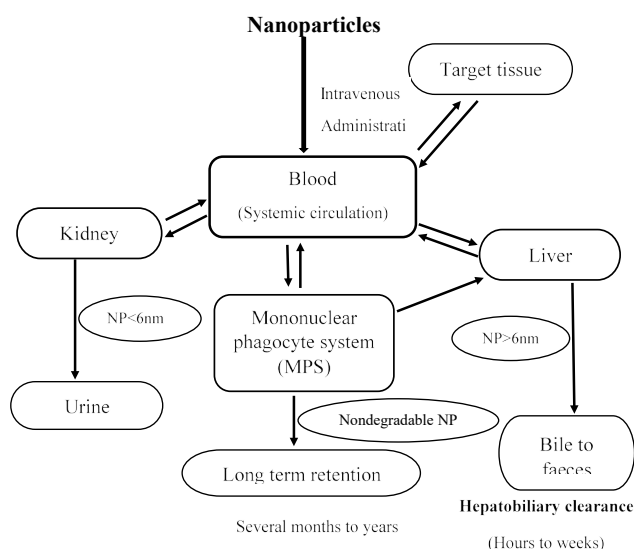 Nanoparticles
Target tissue
Intravenous
Administrati
Blood
(Systemic circulation)
Kidney
Liver
NP<6nm
Mononuclear
phagocyte system
(MPS)
NP>6nm
Urine
Nondegradable NP
Bile to
faeces
Long term retention
Hepatobiliary clearance
Several months to years
(Hours to weeks)